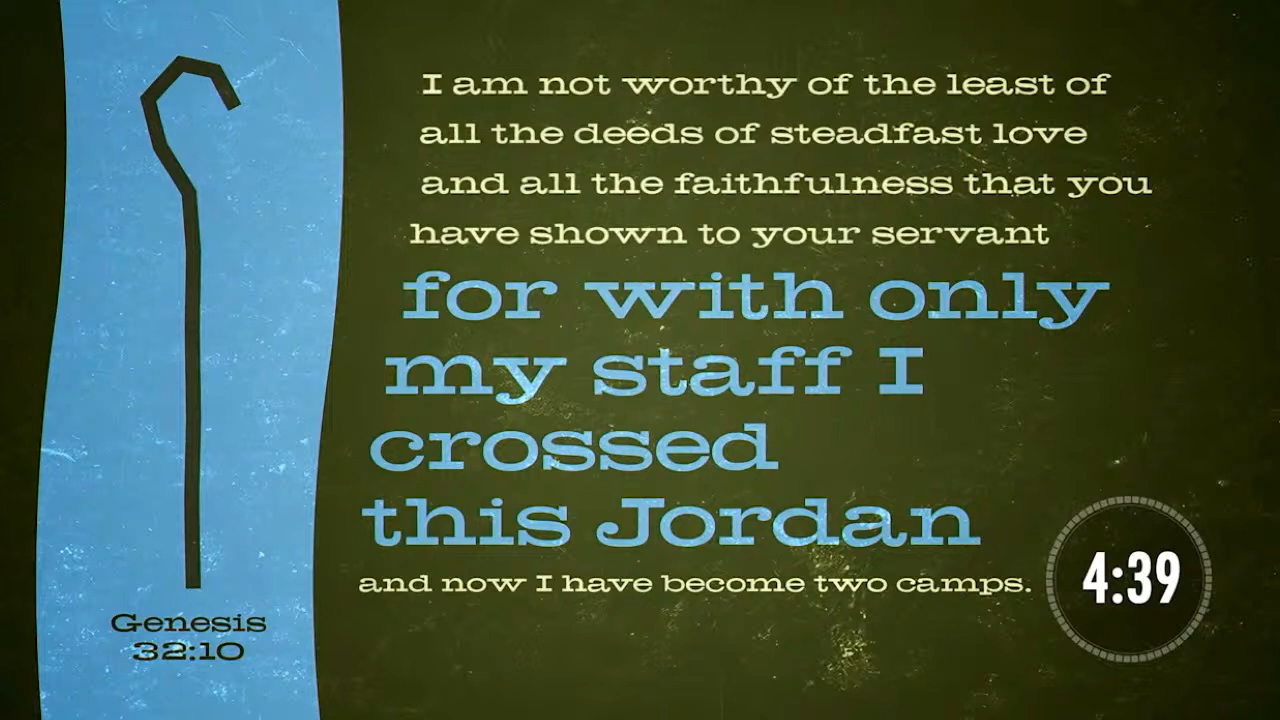 I am not worthy of the least of
all the deeds of steadfast love
and all the faithfulness that you
have shown to your servant
for with only
my staff I
crossed
this Jordan
and now I have become two camps.
Genesis
32:10
4:39